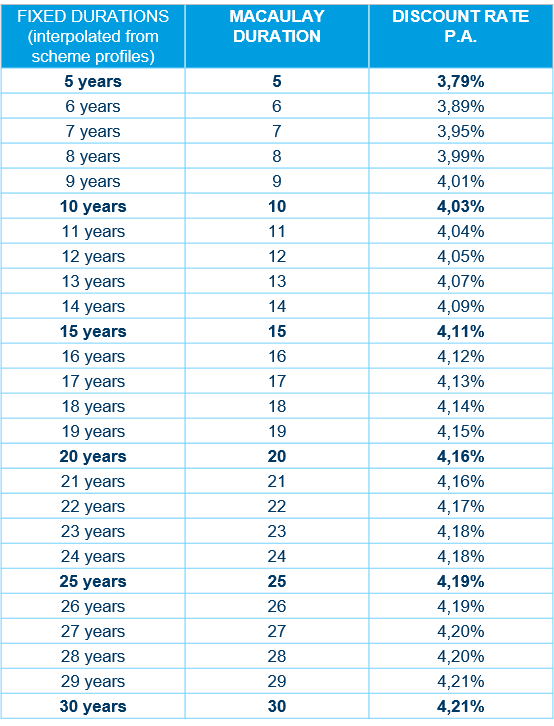 FIXED DURATIONS (interpolated from scheme profiles) MACAULAY DURATION DISCOUNT RATE P.A.
5 years 5 3,79%
6 years 6 3,89%
7 years 7 3,95%
8 years 8 3,99%
9 years 9 4,01%
10 years 10 4,03%
11 years 11 4,04%
12 years 12 4,05%
13 years 13 4,07%
14 years 14 4,09%
15 years 15 4,11%
16 years 16 4,12%
17 years 17 4,13%
18 years 18 4,14%
19 years 19 4,15%
20 years 20 4,16%
21 years 21 4,16%
22 years 22 4,17%
23 years 23 4,18%
24 years 24 4,18%
25 years 25 4,19%
26 years 26 4,19%
27 years 27 4,20%
28 years 28 4,20%
29 years 29 4,21%
30 years 30 4,21%